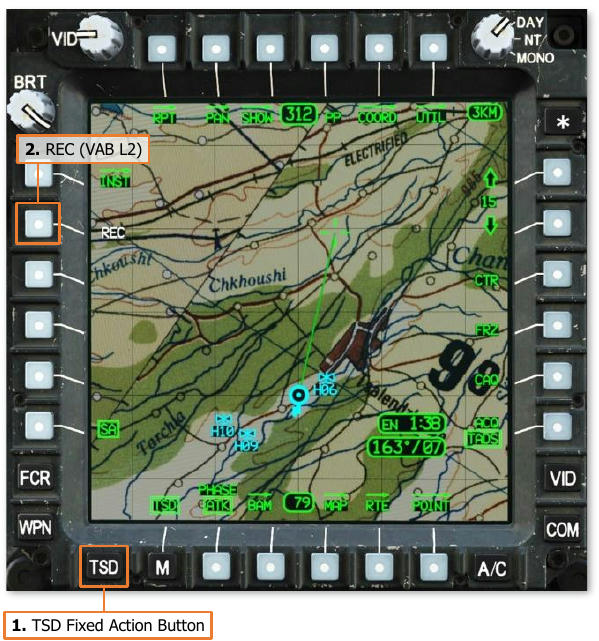 VID
DAY
NT
MONO
BRT
RPT PAN SHOW 312 PP COORD UTIL 3KM
*
2. REC (VAB L2)
ELECTRIFIED
INST
15
REC
Chkhoushi
CTR
FRZ
H06
CAQ
H10
H09
Tarchla
SA
EN 1:38
163°/07
ACQ
TADS
FCR
VID
PHASE
TSD ATK BAM 79 MAP RTE POINT
WPN
COM
TSD
M
A/C
1. TSD Fixed Action Button